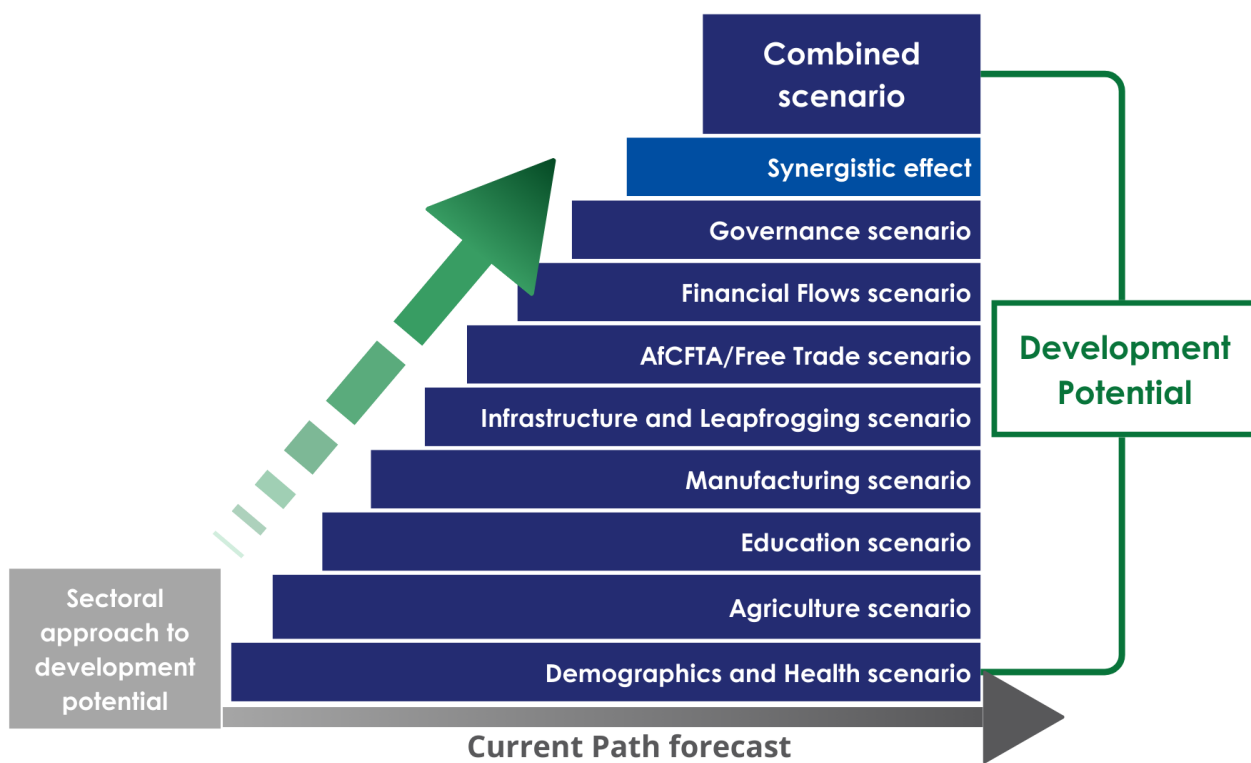 Combined
scenario
Synergistic effect
Governance scenario
Financial Flows scenario
AfCFTA/Free Trade scenario
Infrastructure and Leapfrogging scenario
Manufacturing scenario
Education scenario
Agriculture scenario
Demographics and Health scenario
Development
Potential
Sectoral
approach to
development
potential
Current Path forecast